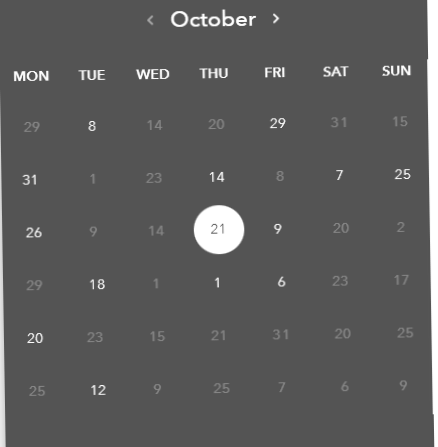 ‹ October ›
MON TUE WED THU FRI SAT SUN
29 8 14 20 29 31 15
31 1 23 14 8 7 25
26 9 14 21 9 20 2
29 18 1 1 6 23 17
20 23 15 21 31 20 25
25 12 9 25 7 6 9